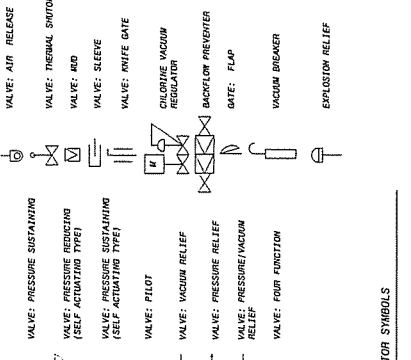 VALVE: PRESSURE SUSTAINING
VALVE: PRESSURE REDUCING
(SELF ACTUATING TYPE)
VALVE: PRESSURE SUSTAINING
(SELF ACTUATING TYPE)
VALVE: PILOT
VALVE: VACUUM RELIEF
VALVE: PRESSURE RELIEF
VALVE: PRESSURE/VACUUM
RELIEF
VALVE: FOUR FUNCTION
VALVE: AIR RELEASE
VALVE: THERMAL SHUTO
VALVE: MUD
VALVE: SLEEVE
VALVE: KNIFE GATE
M
CHLORINE VACUUM
REGULATOR
BACKFLOW PREVENTER
GATE: FLAP
VACUUM BREAKER
EXPLOSION RELIEF
TOR SYMBOLS